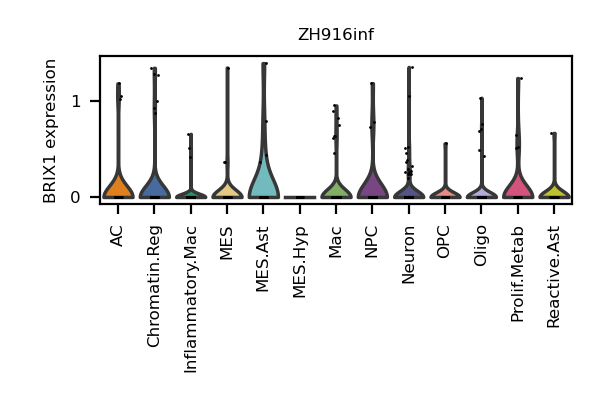 ZH916inf
BRIX1 expression
1
0
AC
Chromatin.Reg
Inflammatory.Mac
MES
MES.Ast
MES.Hyp
Mac
NPC
Neuron
OPC
Oligo
Prolif.Metab
Reactive.Ast